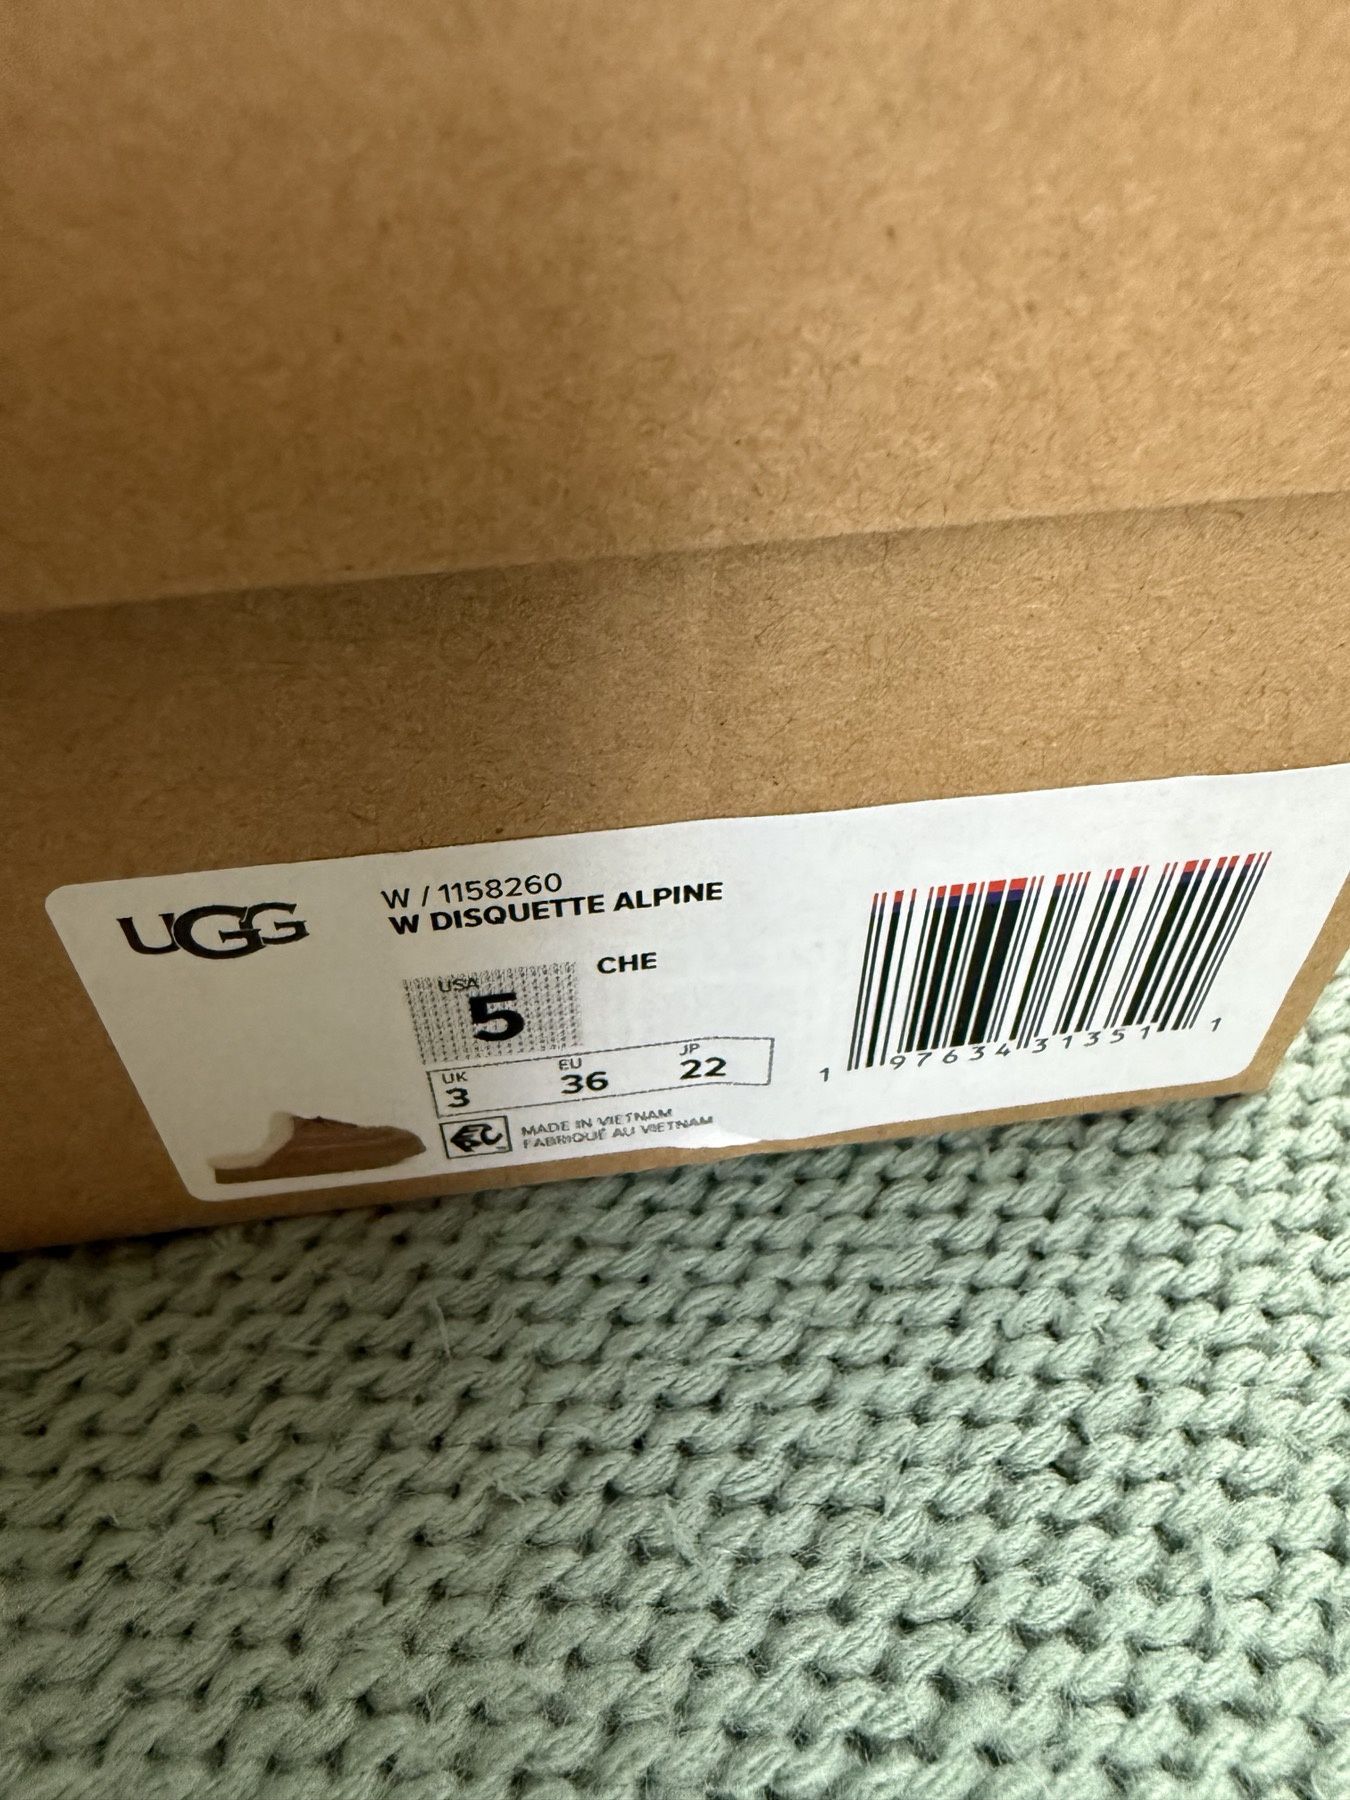 UGG
W / 1158260
W DISQUETTE ALPINE
CHE
USA
5
UK EU JP
3 36 22
MADE IN VIETNAM
FABRIQUÉ AU VIETNAM
1 97634 31351 1